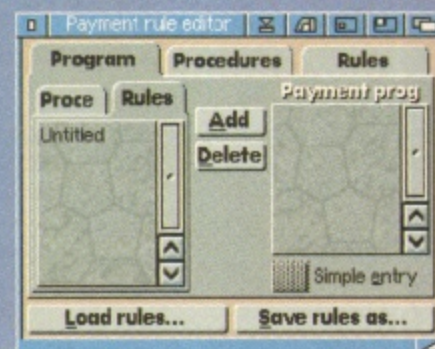 Payment rule editor
Program Procedures Rules
Proce Rules
Payment prog
Untitled
Add
Delete
Simple entry
Load rules... Save rules as...